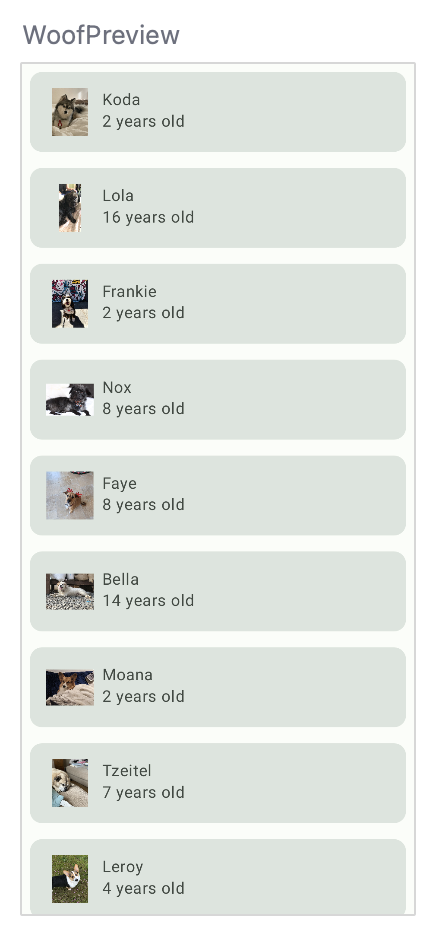 WoofPreview
Koda
2 years old
Lola
16 years old
Frankie
2 years old
Nox
8 years old
Faye
8 years old
Bella
14 years old
Moana
2 years old
Tzeitel
7 years old
Leroy
4 years old